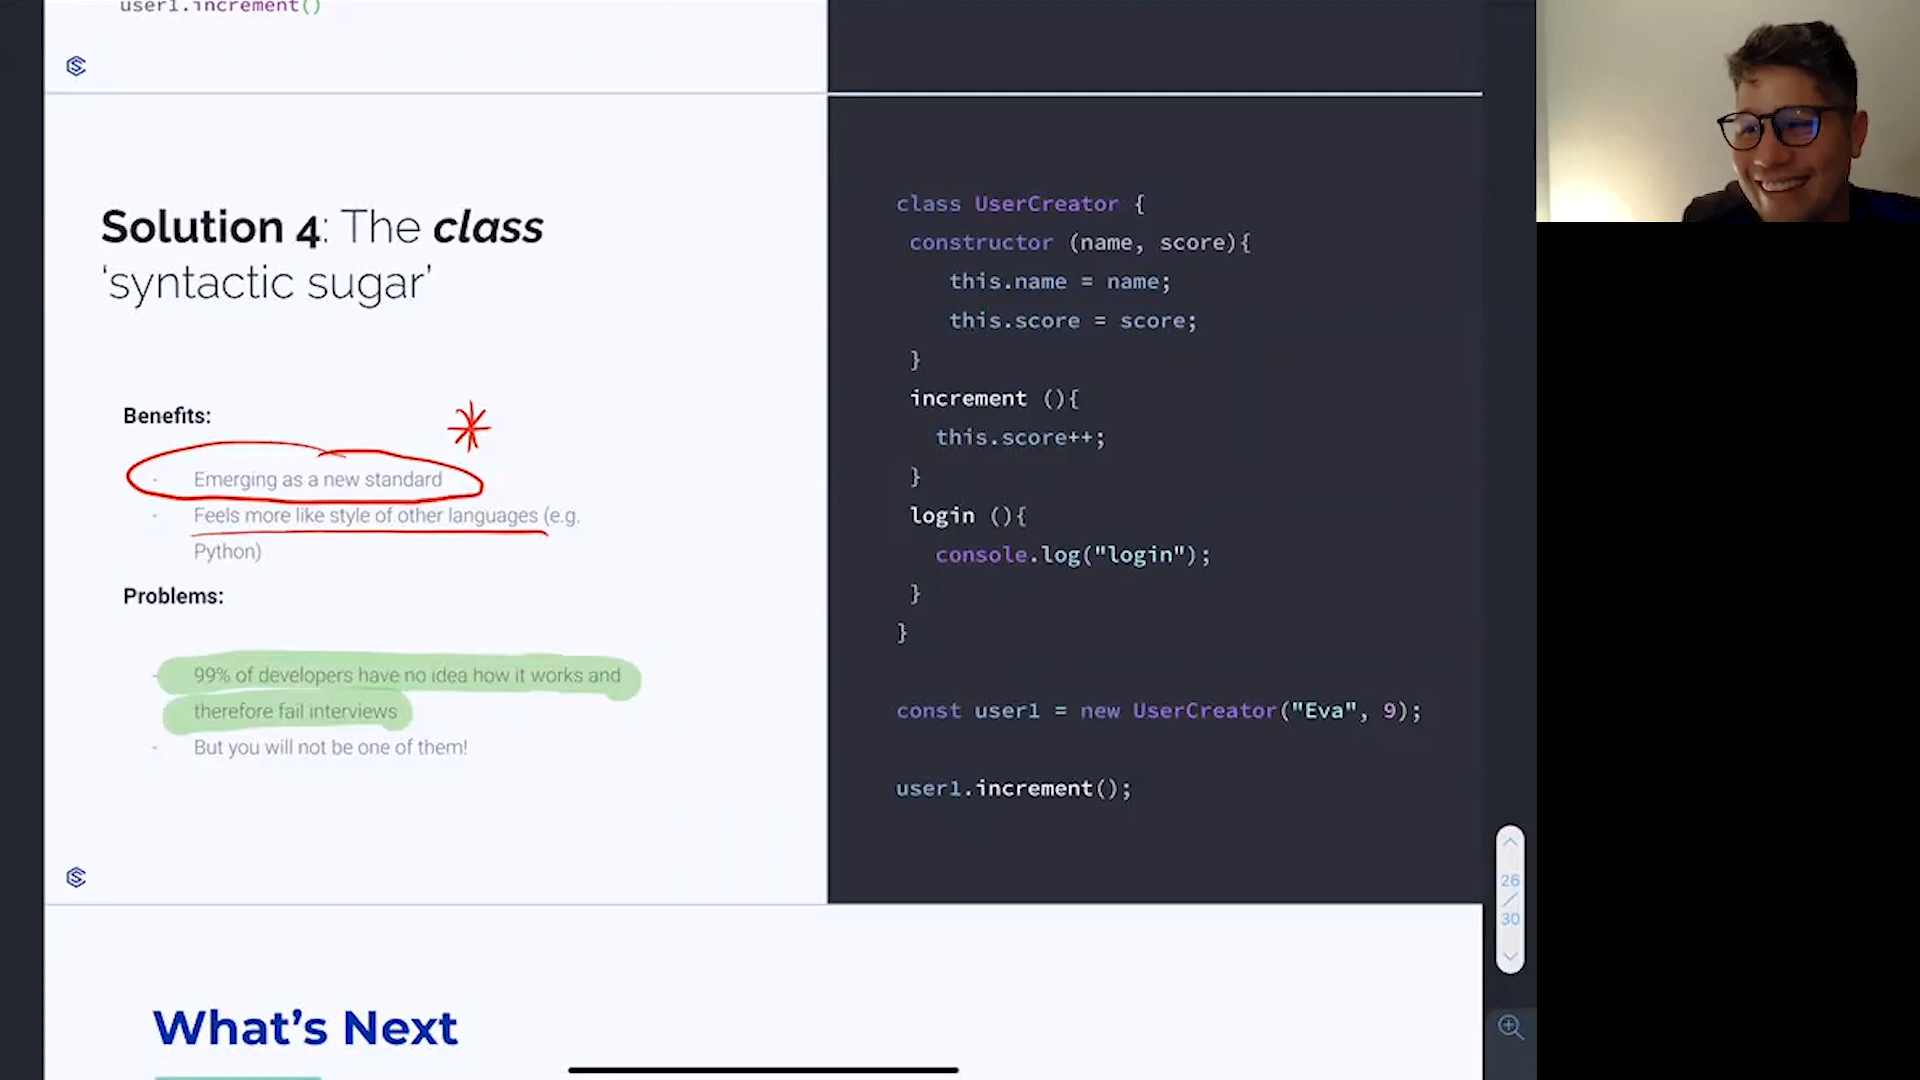 user1.increment()
Solution 4: The class
‘syntactic sugar’
Benefits:
- Emerging as a new standard
- Feels more like style of other languages (e.g.
Python)
Problems:
- 99% of developers have no idea how it works and
therefore fail interviews
- But you will not be one of them!
class UserCreator {
constructor (name, score){
this.name = name;
this.score = score;
}
increment (){
this.score++;
}
login (){
console.log("login");
}
}
const user1 = new UserCreator("Eva", 9);
user1.increment();
26
/
30
What’s Next